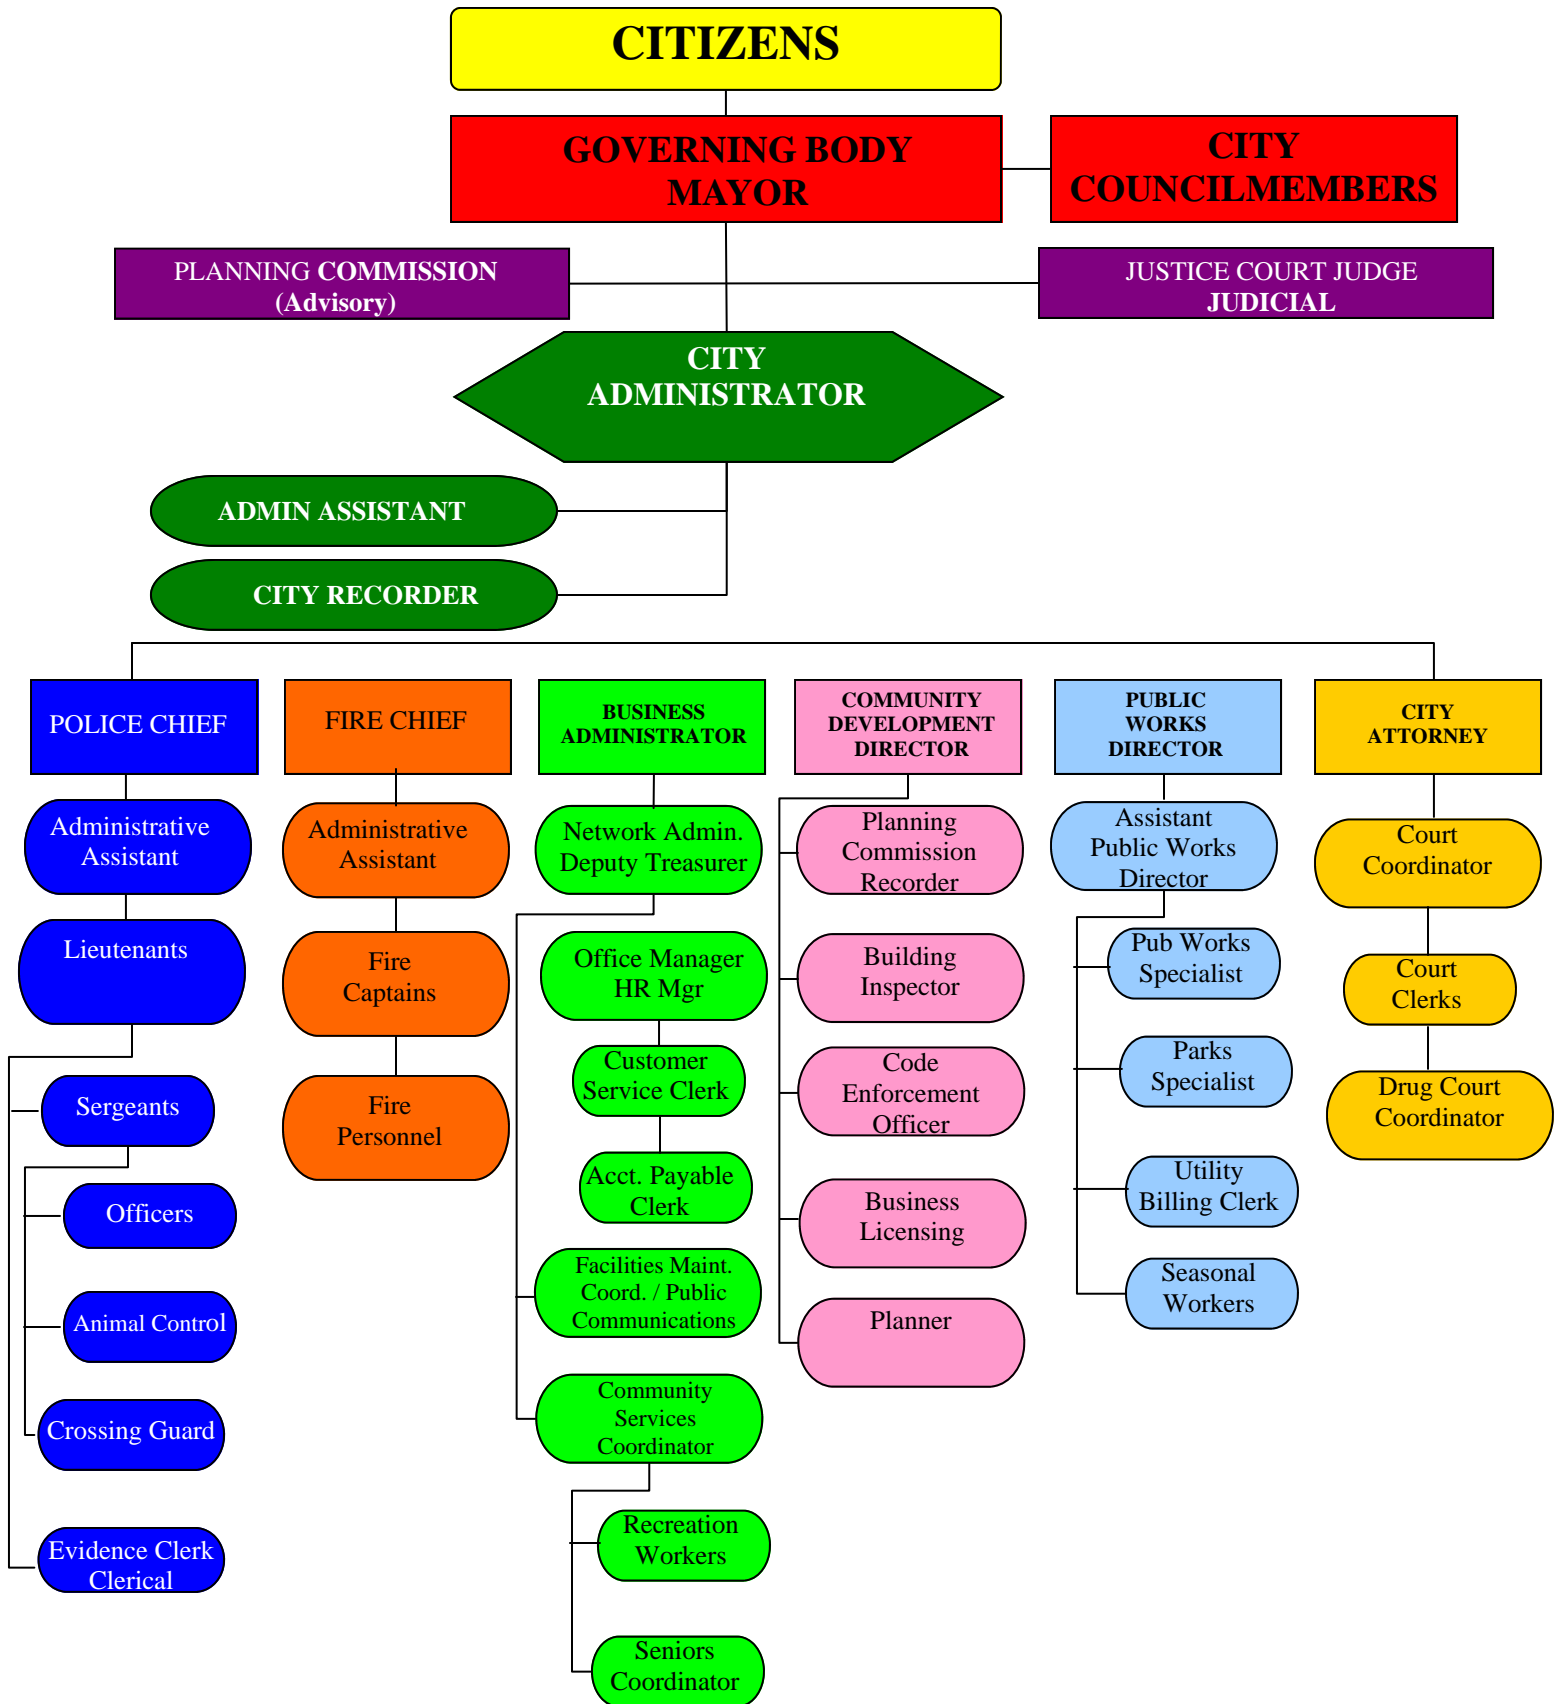 CITIZENS
GOVERNING BODY
MAYOR
CITY
COUNCILMEMBERS
PLANNING COMMISSION
(Advisory)
JUSTICE COURT JUDGE
JUDICIAL
CITY
ADMINISTRATOR
ADMIN ASSISTANT
CITY RECORDER
POLICE CHIEF
Administrative
Assistant
Lieutenants
Sergeants
Officers
Animal Control
Crossing Guard
Evidence Clerk
Clerical
FIRE CHIEF
Administrative
Assistant
Fire
Captains
Fire
Personnel
BUSINESS
ADMINISTRATOR
Network Admin.
Deputy Treasurer
Office Manager
HR Mgr
Customer
Service Clerk
Acct. Payable
Clerk
Facilities Maint.
Coord. / Public
Communications
Community
Services
Coordinator
Recreation
Workers
Seniors
Coordinator
COMMUNITY
DEVELOPMENT
DIRECTOR
Planning
Commission
Recorder
Building
Inspector
Code
Enforcement
Officer
Business
Licensing
Planner
PUBLIC
WORKS
DIRECTOR
Assistant
Public Works
Director
Pub Works
Specialist
Parks
Specialist
Utility
Billing Clerk
Seasonal
Workers
CITY
ATTORNEY
Court
Coordinator
Court
Clerks
Drug Court
Coordinator